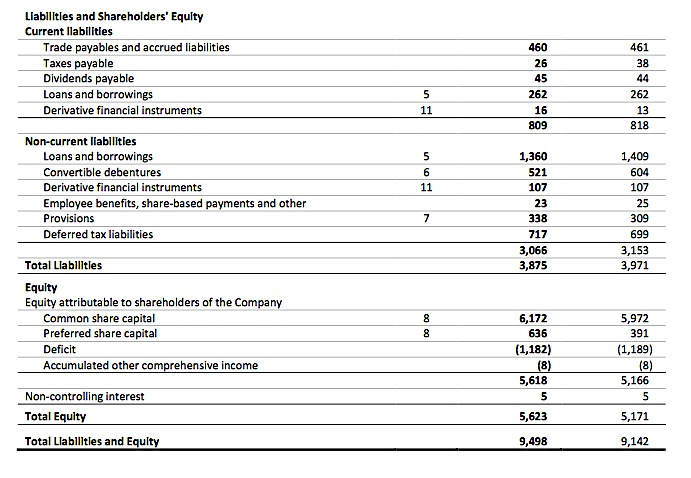 Liabilities and Shareholders' Equity
Current liabilities
Trade payables and accrued liabilities 460 461
Taxes payable 26 38
Dividends payable 45 44
Loans and borrowings 5 262 262
Derivative financial instruments 11 16 13
809 818
Non-current liabilities
Loans and borrowings 5 1,360 1,409
Convertible debentures 6 521 604
Derivative financial instruments 11 107 107
Employee benefits, share-based payments and other 23 25
Provisions 7 338 309
Deferred tax liabilities 717 699
3,066 3,153
Total Liabilities 3,875 3,971
Equity
Equity attributable to shareholders of the Company
Common share capital 8 6,172 5,972
Preferred share capital 8 636 391
Deficit (1,182) (1,189)
Accumulated other comprehensive income (8) (8)
5,618 5,166
Non-controlling interest 5 5
Total Equity 5,623 5,171
Total Liabilities and Equity 9,498 9,142